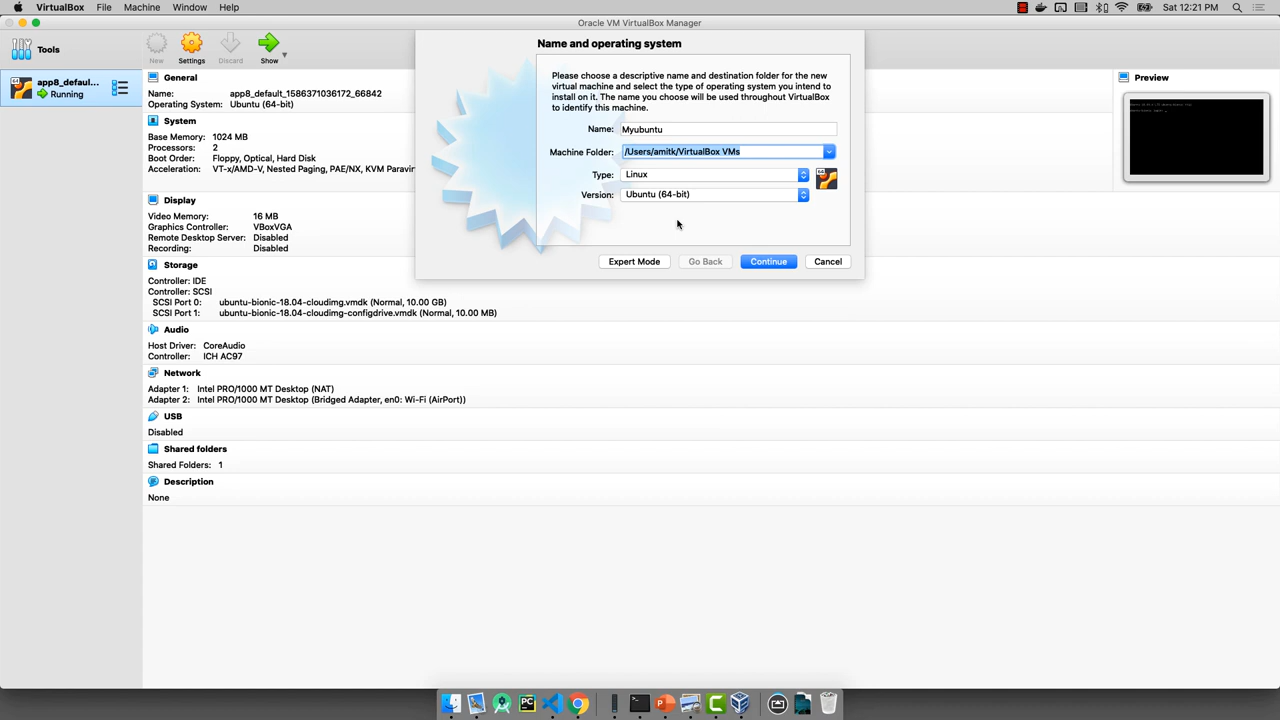 VirtualBox File Machine Window Help Sat 12:21 PM
Oracle VM VirtualBox Manager
Tools
New Settings Discard Show
app8_defaul...
Running
General
Name: app8_default_1586371036172_66842
Operating System: Ubuntu (64-bit)
System
Base Memory: 1024 MB
Processors: 2
Boot Order: Floppy, Optical, Hard Disk
Acceleration: VT-x/AMD-V, Nested Paging, PAE/NX, KVM Paravir
Display
Video Memory: 16 MB
Graphics Controller: VBoxVGA
Remote Desktop Server: Disabled
Recording: Disabled
Storage
Controller: IDE
Controller: SCSI
SCSI Port 0: ubuntu-bionic-18.04-cloudimg.vmdk (Normal, 10.00 GB)
SCSI Port 1: ubuntu-bionic-18.04-cloudimg-configdrive.vmdk (Normal, 10.00 MB)
Audio
Host Driver: CoreAudio
Controller: ICH AC97
Network
Adapter 1: Intel PRO/1000 MT Desktop (NAT)
Adapter 2: Intel PRO/1000 MT Desktop (Bridged Adapter, en0: Wi-Fi (AirPort))
USB
Disabled
Shared folders
Shared Folders: 1
Description
None
Name and operating system
Please choose a descriptive name and destination folder for the new
virtual machine and select the type of operating system you intend to
install on it. The name you choose will be used throughout VirtualBox
to identify this machine.
Name: Myubuntu
Machine Folder: /Users/amitk/VirtualBox VMs
Type: Linux
Version: Ubuntu (64-bit)
Expert Mode Go Back Continue Cancel
Preview